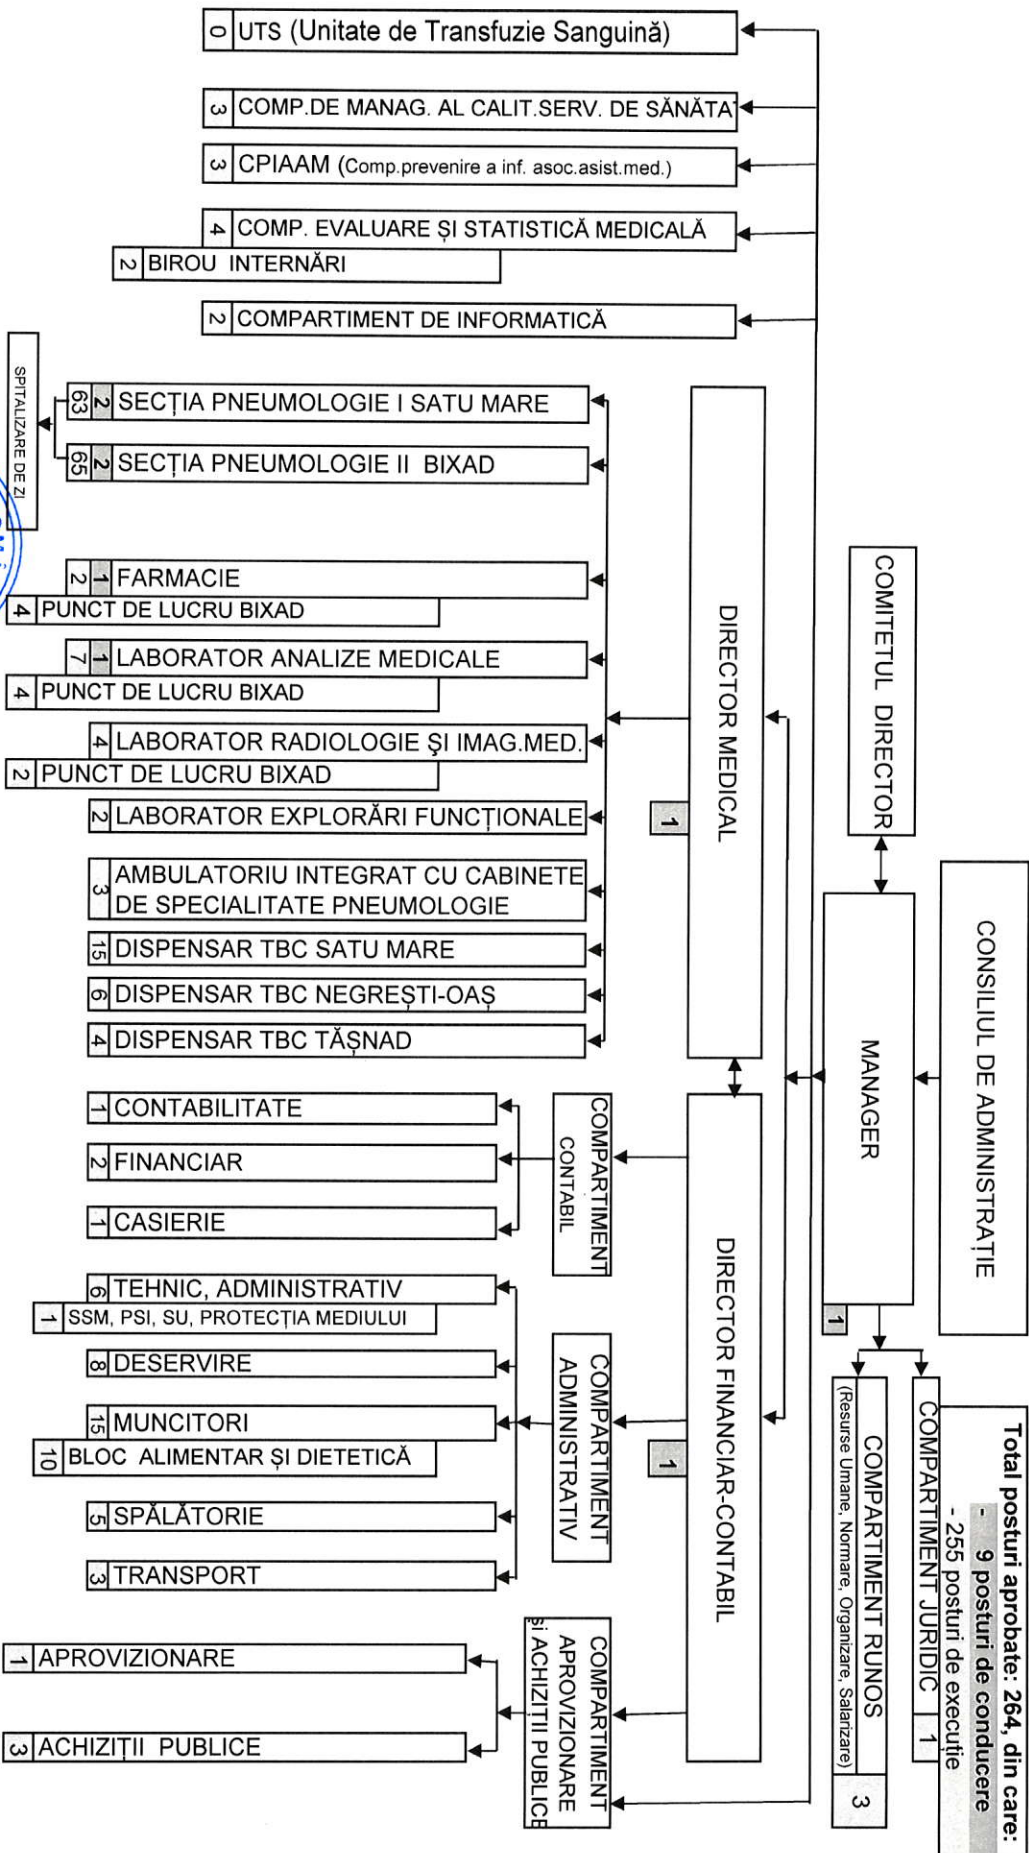 Total posturi aprobate: 264, din care:
- 9 posturi de conducere
- 255 posturi de execuție
CONSILIUL DE ADMINISTRAȚIE
COMITETUL DIRECTOR
MANAGER
1
COMPARTIMENT JURIDIC
1
COMPARTIMENT RUNOS
(Resurse Umane, Normare, Organizare, Salarizare)
3
DIRECTOR MEDICAL
1
DIRECTOR FINANCIAR-CONTABIL
1
0 UTS (Unitate de Transfuzie Sanguină)
3 COMP.DE MANAG. AL CALIT.SERV. DE SĂNĂTAT
3 CPIAAM (Comp.prevenire a inf. asoc.asist.med.)
4 COMP. EVALUARE ȘI STATISTICĂ MEDICALĂ
2 BIROU INTERNĂRI
2 COMPARTIMENT DE INFORMATICĂ
63 2 SECȚIA PNEUMOLOGIE I SATU MARE
65 2 SECȚIA PNEUMOLOGIE II BIXAD
SPITALIZARE DE ZI
2 1 FARMACIE
4 PUNCT DE LUCRU BIXAD
7 1 LABORATOR ANALIZE MEDICALE
4 PUNCT DE LUCRU BIXAD
4 LABORATOR RADIOLOGIE ŞI IMAG.MED.
2 PUNCT DE LUCRU BIXAD
2 LABORATOR EXPLORĂRI FUNCȚIONALE
3 AMBULATORIU INTEGRAT CU CABINETE
DE SPECIALITATE PNEUMOLOGIE
15 DISPENSAR TBC SATU MARE
6 DISPENSAR TBC NEGREȘTI-OAȘ
4 DISPENSAR TBC TĂȘNAD
COMPARTIMENT
CONTABIL
1 CONTABILITATE
2 FINANCIAR
1 CASIERIE
COMPARTIMENT
ADMINISTRATIV
6 TEHNIC, ADMINISTRATIV
1 SSM, PSI, SU, PROTECȚIA MEDIULUI
8 DESERVIRE
15 MUNCITORI
10 BLOC ALIMENTAR ȘI DIETETICĂ
5 SPĂLĂTORIE
3 TRANSPORT
COMPARTIMENT
APROVIZIONARE
ȘI ACHIZIȚII PUBLICE
1 APROVIZIONARE
3 ACHIZIȚII PUBLICE